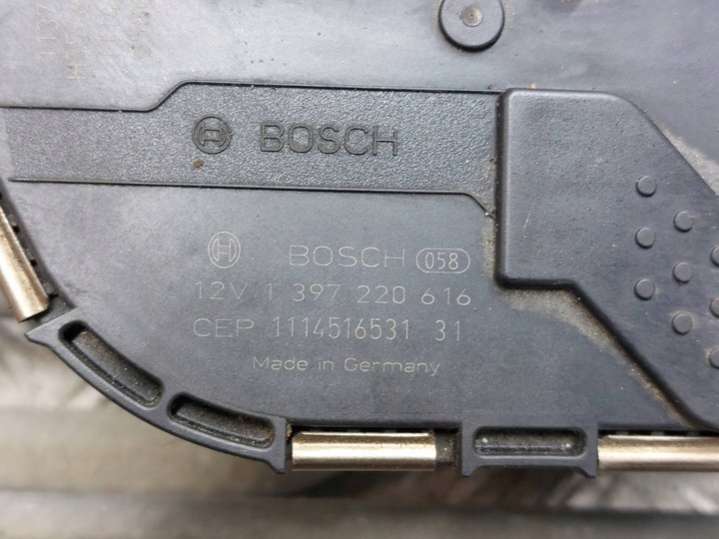 BOSCH
BOSCH 058
12V 1 397 220 616
CEP 1114516531 31
Made in Germany